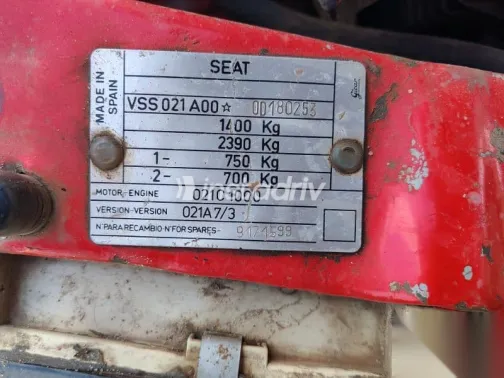 MADE IN SPAIN
SEAT
VSS 021 A00☆ 00180253
1400 Kg
2390 Kg
1- 750 Kg
2- 700 Kg
MOTOR-ENGINE
VERSION-VERSION 021A7/3
N°PARA RECAMBIO-N°FOR SPARES-